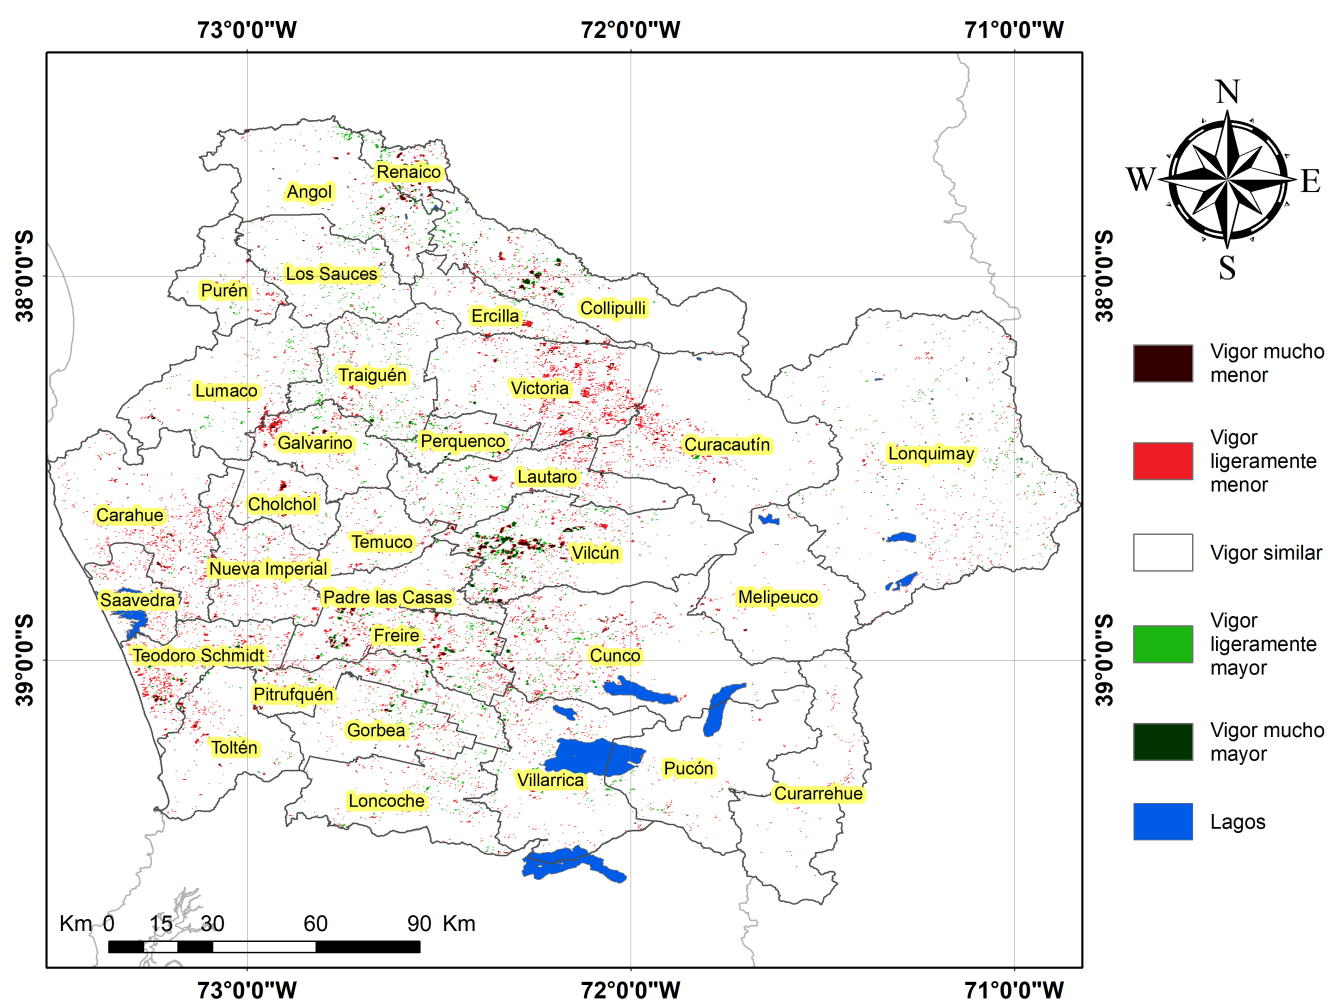 73°0'0"W
72°0'0"W
71°0'0"W
38°0'0"S
39°0'0"S
38°0'0"S
39°0'0"S
Renaico
Angol
Los Sauces
Purén
Collipulli
Ercilla
Traiguén
Victoria
Lumaco
Galvarino
Perquenco
Curacautín
Lonquimay
Lautaro
Cholchol
Carahue
Temuco
Vilcún
Nueva Imperial
Saavedra
Padre las Casas
Melipeuco
Freire
Teodoro Schmidt
Cunco
Pitrufquén
Gorbea
Toltén
Pucón
Villarrica
Curarrehue
Loncoche
Km 0 15 30 60 90 Km
73°0'0"W
72°0'0"W
71°0'0"W
N
W
E
S
Vigor mucho
menor
Vigor
ligeramente
menor
Vigor similar
Vigor
ligeramente
mayor
Vigor mucho
mayor
Lagos